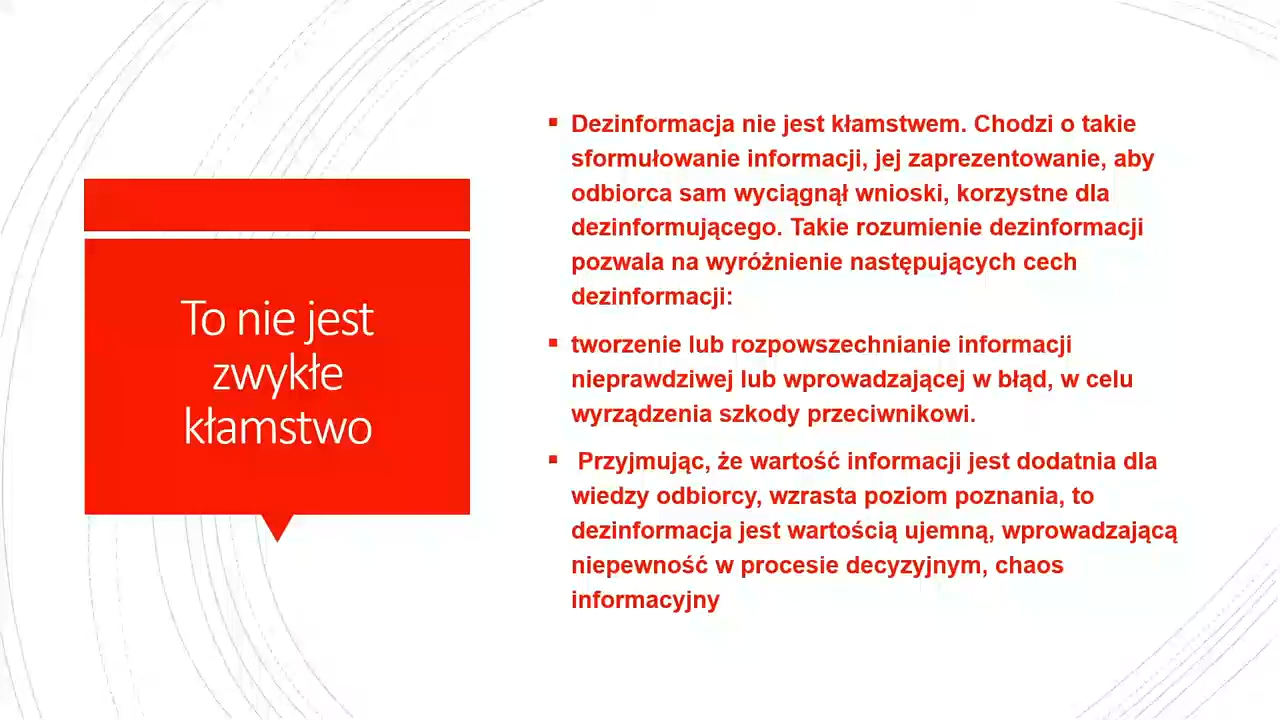 To nie jest
zwykłe
kłamstwo
▪ Dezinformacja nie jest kłamstwem. Chodzi o takie
sformułowanie informacji, jej zaprezentowanie, aby
odbiorca sam wyciągnął wnioski, korzystne dla
dezinformującego. Takie rozumienie dezinformacji
pozwala na wyróżnienie następujących cech
dezinformacji:
▪ tworzenie lub rozpowszechnianie informacji
nieprawdziwej lub wprowadzającej w błąd, w celu
wyrządzenia szkody przeciwnikowi.
▪ Przyjmując, że wartość informacji jest dodatnia dla
wiedzy odbiorcy, wzrasta poziom poznania, to
dezinformacja jest wartością ujemną, wprowadzającą
niepewność w procesie decyzyjnym, chaos
informacyjny